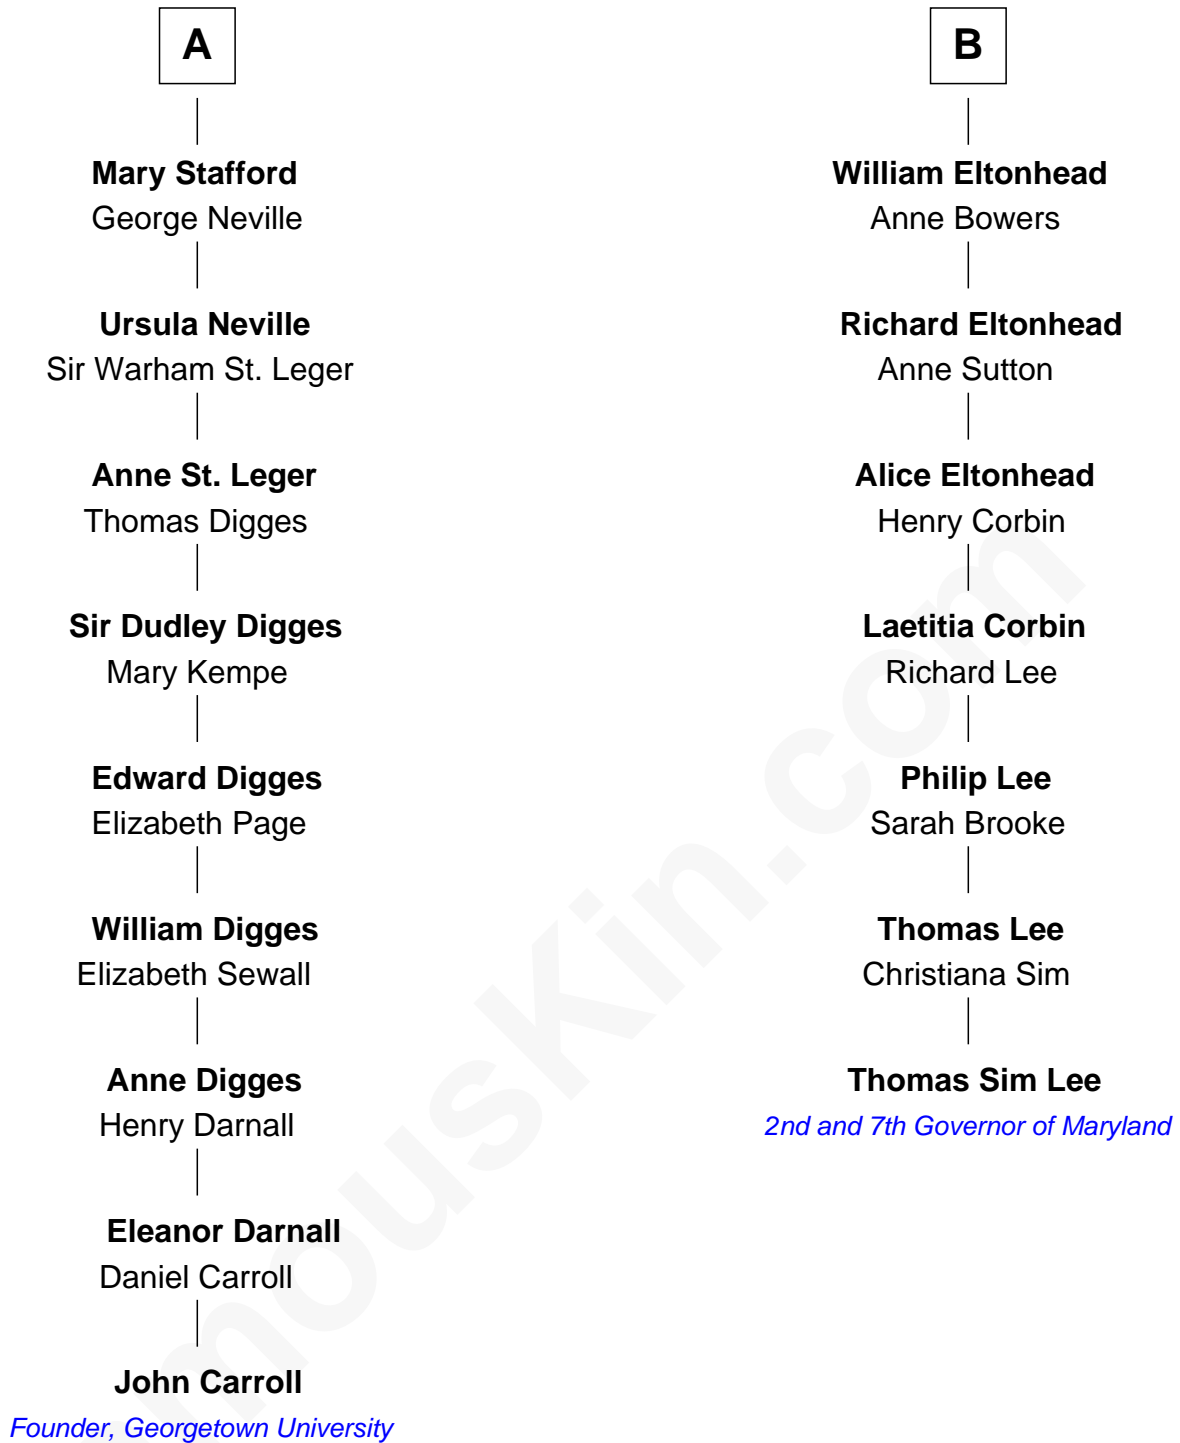 A
Mary Stafford
George Neville
Ursula Neville
Sir Warham St. Leger
Anne St. Leger
Thomas Digges
Sir Dudley Digges
Mary Kempe
Edward Digges
Elizabeth Page
William Digges
Elizabeth Sewall
Anne Digges
Henry Darnall
Eleanor Darnall
Daniel Carroll
John Carroll
Founder, Georgetown University
B
William Eltonhead
Anne Bowers
Richard Eltonhead
Anne Sutton
Alice Eltonhead
Henry Corbin
Laetitia Corbin
Richard Lee
Philip Lee
Sarah Brooke
Thomas Lee
Christiana Sim
Thomas Sim Lee
2nd and 7th Governor of Maryland
mousKin.com